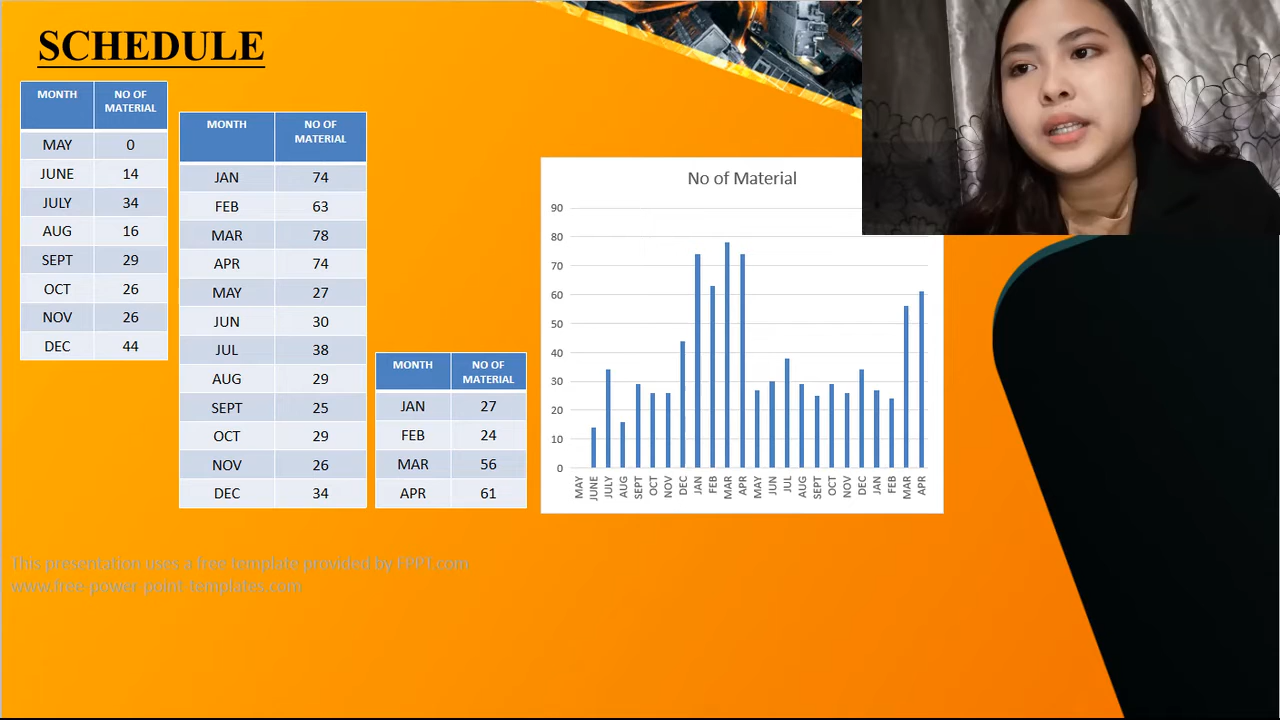 SCHEDULE
MONTH NO OF MATERIAL
MAY 0
JUNE 14
JULY 34
AUG 16
SEPT 29
OCT 26
NOV 26
DEC 44
MONTH NO OF MATERIAL
JAN 74
FEB 63
MAR 78
APR 74
MAY 27
JUN 30
JUL 38
AUG 29
SEPT 25
OCT 29
NOV 26
DEC 34
MONTH NO OF MATERIAL
JAN 27
FEB 24
MAR 56
APR 61
No of Material
90
80
70
60
50
40
30
20
10
0
MAY JUNE JULY AUG SEPT OCT NOV DEC JAN FEB MAR APR MAY JUN JUL AUG SEPT OCT NOV DEC JAN FEB MAR APR
This presentation uses a free template provided by FPPT.com
www.free-power-point-templates.com